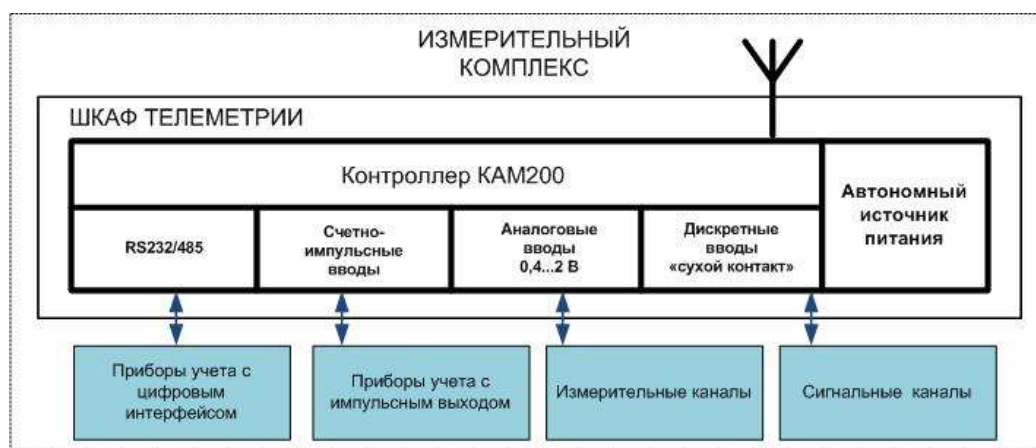 ИЗМЕРИТЕЛЬНЫЙ
КОМПЛЕКС
ШКАФ ТЕЛЕМЕТРИИ
Контроллер КАМ200
Автономный
источник
питания
RS232/485
Счетно-
импульсные
вводы
Аналоговые
вводы
0,4...2 В
Дискретные
вводы
«сухой контакт»
Приборы учета с
цифровым
интерфейсом
Приборы учета с
импульсным выходом
Измерительные каналы
Сигнальные каналы